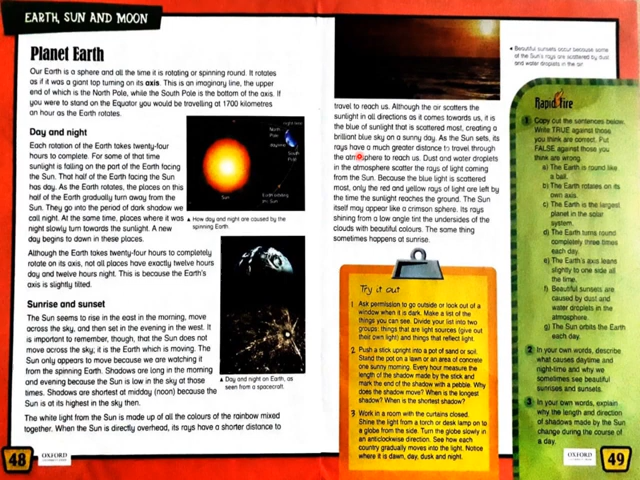 EARTH, SUN AND MOON
Planet Earth
Our Earth is a sphere and all the time it is rotating or spinning round. It rotates
as if it was a giant top turning on its axis. This is an imaginary line, the upper
end of which is the North Pole, while the South Pole is the bottom of the axis. If
you were to stand on the Equator you would be travelling at 1700 kilometres
an hour as the Earth rotates.
Day and night
Each rotation of the Earth takes twenty-four
hours to complete. For some of that time
sunlight is falling on the part of the Earth facing
the Sun. That half of the Earth facing the Sun
has day. As the Earth rotates, the places on
this half of the Earth gradually turn away from the
Sun. They go into the period of dark shadow we
call night. At the same time, places where it was
night slowly turn towards the sunlight. A new
day begins to dawn in these places.
North
Pole
daytime
South
Pole
Sun
▲ How day and night are caused by the
spinning Earth.
Although the Earth takes twenty-four hours to completely
rotate on its axis, not all places have exactly twelve hours
day and twelve hours night. This is because the Earth's
axis is slightly tilted.
Sunrise and sunset
The Sun seems to rise in the east in the morning, move
across the sky, and then set in the evening in the west. It
is important to remember, though, that the Sun does not
move across the sky; it is the Earth which is moving. The
Sun only appears to move because we are watching it
from the spinning Earth. Shadows are long in the morning
and evening because the Sun is low in the sky at those
times. Shadows are shortest at midday (noon) because the
Sun is at its highest in the sky then.
▲ Day and night on Earth, as
seen from a spacecraft.
The white light from the Sun is made up of all the colours of the rainbow mixed
together. When the Sun is directly overhead, its rays have a shorter distance to
48
OXFORD
◄ Beautiful sunsets occur because some
of the Sun's rays are scattered by dust
and water droplets in the air.
travel to reach us. Although the air scatters the
sunlight in all directions as it comes towards us, it is
the blue of sunlight that is scattered most, creating a
brilliant blue sky on a sunny day. As the Sun sets, its
rays have a much greater distance to travel through
the atmosphere to reach us. Dust and water droplets
in the atmosphere scatter the rays of light coming
from the Sun. Because the blue light is scattered
most, only the red and yellow rays of light are left by
the time the sunlight reaches the ground. The Sun
itself may appear like a crimson sphere. Its rays
shining from a low angle tint the undersides of the
clouds with beautiful colours. The same thing
sometimes happens at sunrise.
Try it out
1 Ask permission to go outside or look out of a
window when it is dark. Make a list of the
things you can see. Divide your list into two
groups: things that are light sources (give out
their own light) and things that reflect light.
2 Push a stick upright into a pot of sand or soil.
Stand the pot on a lawn or an area of concrete
one sunny morning. Every hour measure the
length of the shadow made by the stick and
mark the end of the shadow with a pebble. Why
does the shadow move? When is the longest
shadow? When is the shortest shadow?
3 Work in a room with the curtains closed.
Shine the light from a torch or desk lamp on to
a globe from the side. Turn the globe slowly in
an anticlockwise direction. See how each
country gradually moves into the light. Notice
where it is dawn, day, dusk and night.
Rapid fire
1 Copy out the sentences below.
Write TRUE against those
you think are correct. Put
FALSE against those you
think are wrong.
a) The Earth is round like
a ball.
b) The Earth rotates on its
own axis.
c) The Earth is the largest
planet in the solar
system.
d) The Earth turns round
completely three times
each day.
e) The Earth's axis leans
slightly to one side all
the time.
f) Beautiful sunsets are
caused by dust and
water droplets in the
atmosphere.
g) The Sun orbits the Earth
each day.
2 In your own words, describe
what causes daytime and
night-time and why we
sometimes see beautiful
sunrises and sunsets.
3 In your own words, explain
why the length and direction
of shadows made by the Sun
change during the course of
a day.
OXFORD
49